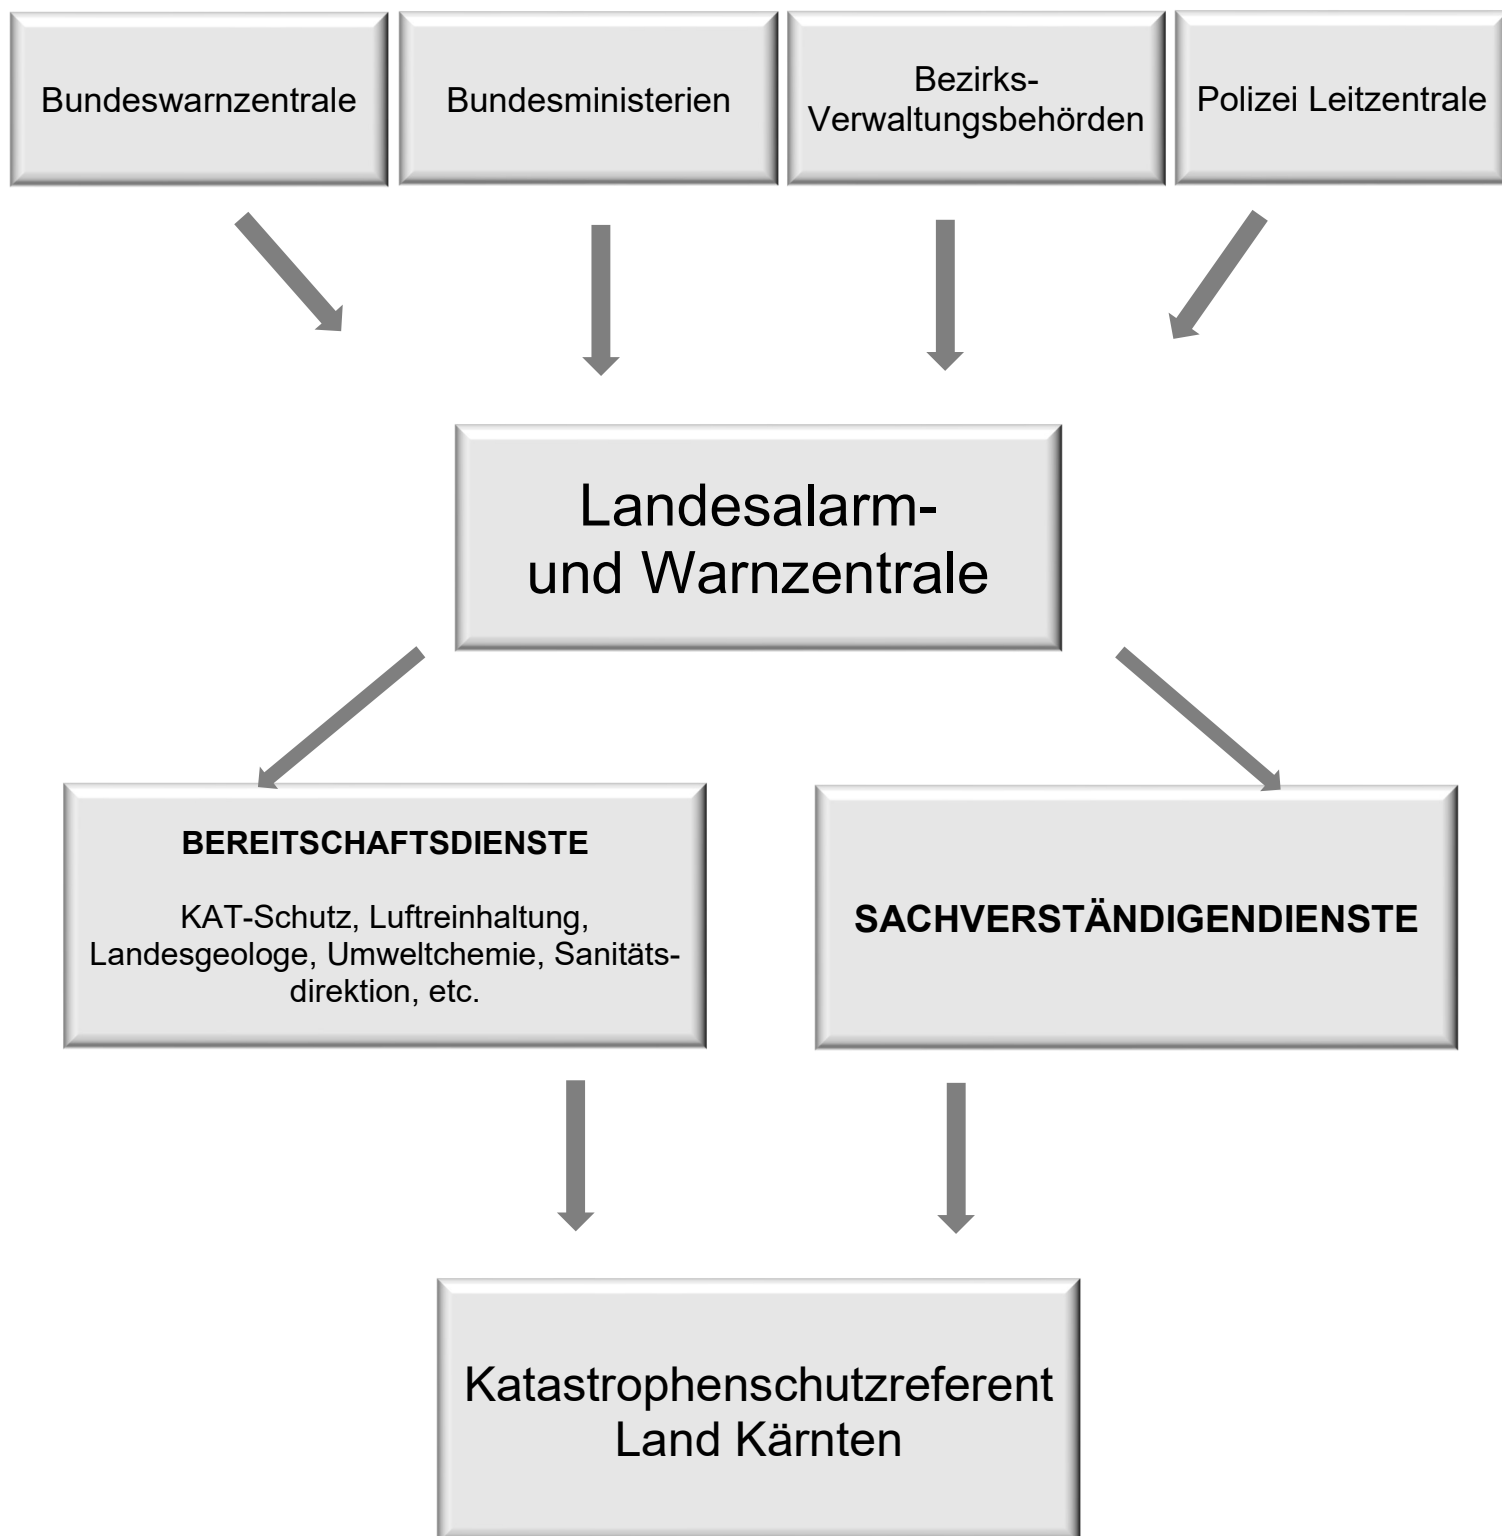 Bundeswarnzentrale
Bundesministerien
Bezirks-
Verwaltungsbehörden
Polizei Leitzentrale
Landesalarm-
und Warnzentrale
BEREITSCHAFTSDIENSTE
KAT-Schutz, Luftreinhaltung,
Landesgeologe, Umweltchemie, Sanitäts-
direktion, etc.
SACHVERSTÄNDIGENDIENSTE
Katastrophenschutzreferent
Land Kärnten